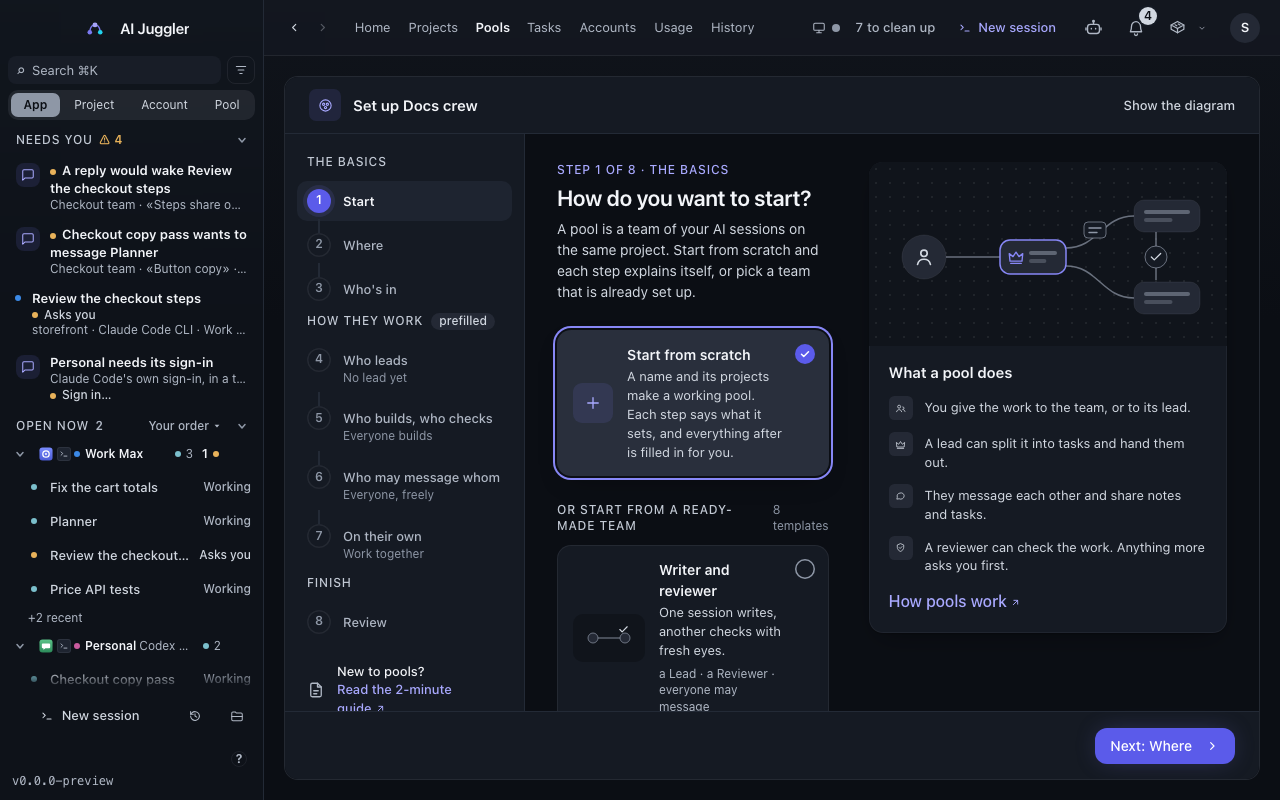 AI Juggler
Search ⌘K
App Project Account Pool
NEEDS YOU 4
A reply would wake Review
the checkout steps
Checkout team · «Steps share o…
Checkout copy pass wants to
message Planner
Checkout team · «Button copy» ·…
Review the checkout steps
Asks you
storefront · Claude Code CLI · Work …
Personal needs its sign-in
Claude Code's own sign-in, in a t…
Sign in…
OPEN NOW 2 Your order
Work Max 3 1
Fix the cart totals Working
Planner Working
Review the checkout… Asks you
Price API tests Working
+2 recent
Personal Codex … 2
Checkout copy pass Working
New session
?
v0.0.0-preview
Home Projects Pools Tasks Accounts Usage History
7 to clean up
New session
4
S
Set up Docs crew
Show the diagram
THE BASICS
1 Start
2 Where
3 Who's in
HOW THEY WORK prefilled
4 Who leads
No lead yet
5 Who builds, who checks
Everyone builds
6 Who may message whom
Everyone, freely
7 On their own
Work together
FINISH
8 Review
New to pools?
Read the 2-minute
guide ↗
STEP 1 OF 8 · THE BASICS
How do you want to start?
A pool is a team of your AI sessions on
the same project. Start from scratch and
each step explains itself, or pick a team
that is already set up.
Start from scratch
A name and its projects
make a working pool.
Each step says what it
sets, and everything after
is filled in for you.
OR START FROM A READY-
MADE TEAM
8
templates
Writer and
reviewer
One session writes,
another checks with
fresh eyes.
a Lead · a Reviewer ·
everyone may
message
What a pool does
You give the work to the team, or to its lead.
A lead can split it into tasks and hand them
out.
They message each other and share notes
and tasks.
A reviewer can check the work. Anything more
asks you first.
How pools work ↗
Next: Where